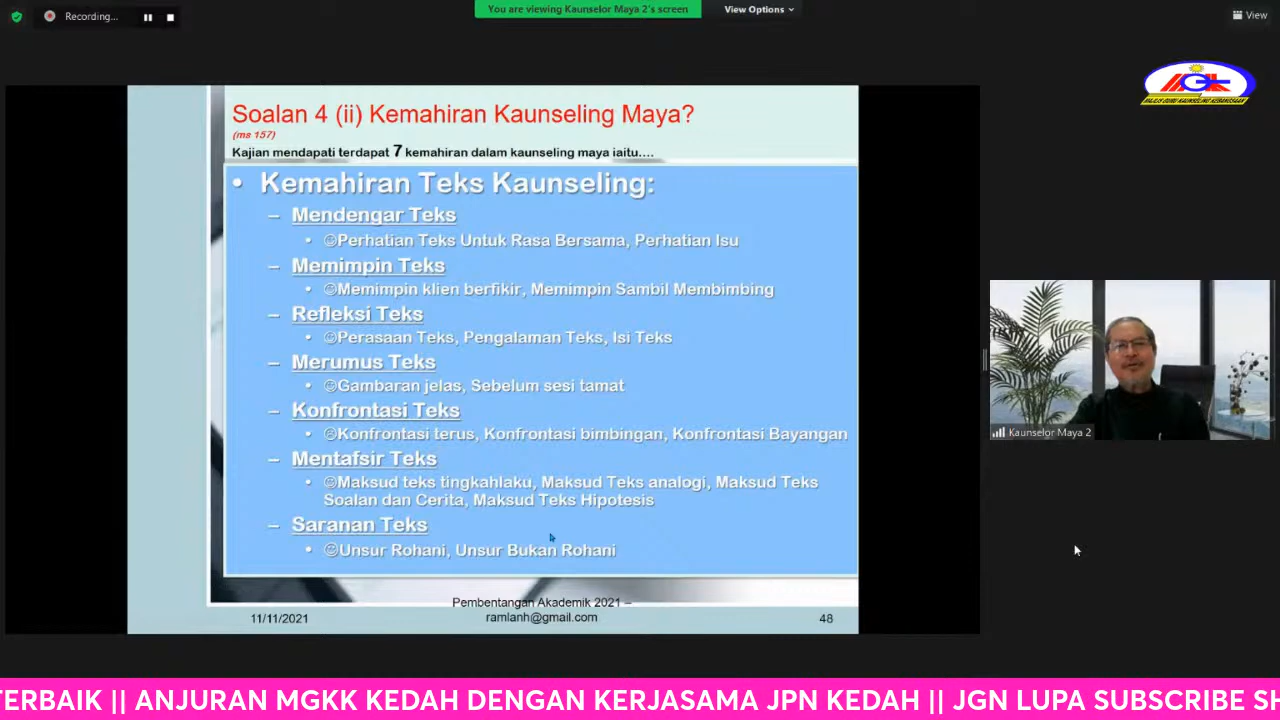 Recording...
You are viewing Kaunselor Maya 2's screen
View Options
View
Soalan 4 (ii) Kemahiran Kaunseling Maya?
(ms 157)
Kajian mendapati terdapat 7 kemahiran dalam kaunseling maya iaitu....
• Kemahiran Teks Kaunseling:
– Mendengar Teks
• ☺Perhatian Teks Untuk Rasa Bersama, Perhatian Isu
– Memimpin Teks
• ☺Memimpin klien berfikir, Memimpin Sambil Membimbing
– Refleksi Teks
• ☺Perasaan Teks, Pengalaman Teks, Isi Teks
– Merumus Teks
• ☺Gambaran jelas, Sebelum sesi tamat
– Konfrontasi Teks
• ☹Konfrontasi terus, Konfrontasi bimbingan, Konfrontasi Bayangan
– Mentafsir Teks
• ☺Maksud teks tingkahlaku, Maksud Teks analogi, Maksud Teks
Soalan dan Cerita, Maksud Teks Hipotesis
– Saranan Teks
• ☺Unsur Rohani, Unsur Bukan Rohani
11/11/2021
Pembentangan Akademik 2021 –
ramlanh@gmail.com
48
Kaunselor Maya 2
TERBAIK || ANJURAN MGKK KEDAH DENGAN KERJASAMA JPN KEDAH || JGN LUPA SUBSCRIBE SH